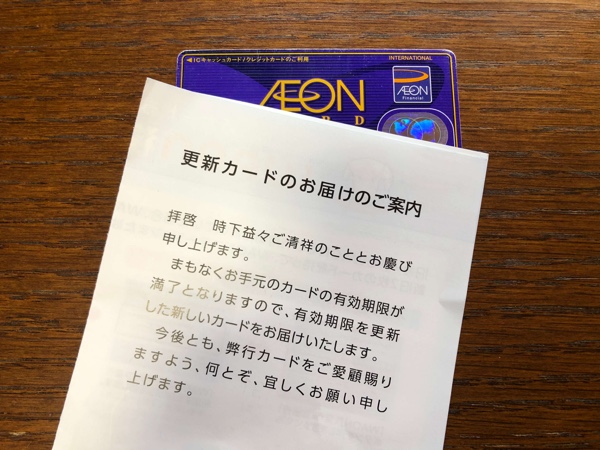 ◀ICキャッシュカード/クレジットカードのご利用
INTERNATIONAL
ÆON
ÆON
Financial
更新カードのお届けのご案内
拝啓　時下益々ご清祥のこととお慶び
申し上げます。
まもなくお手元のカードの有効期限が
満了となりますので、有効期限を更新
した新しいカードをお届けいたします。
今後とも、弊行カードをご愛顧賜り
ますよう、何とぞ、宜しくお願い申し
上げます。